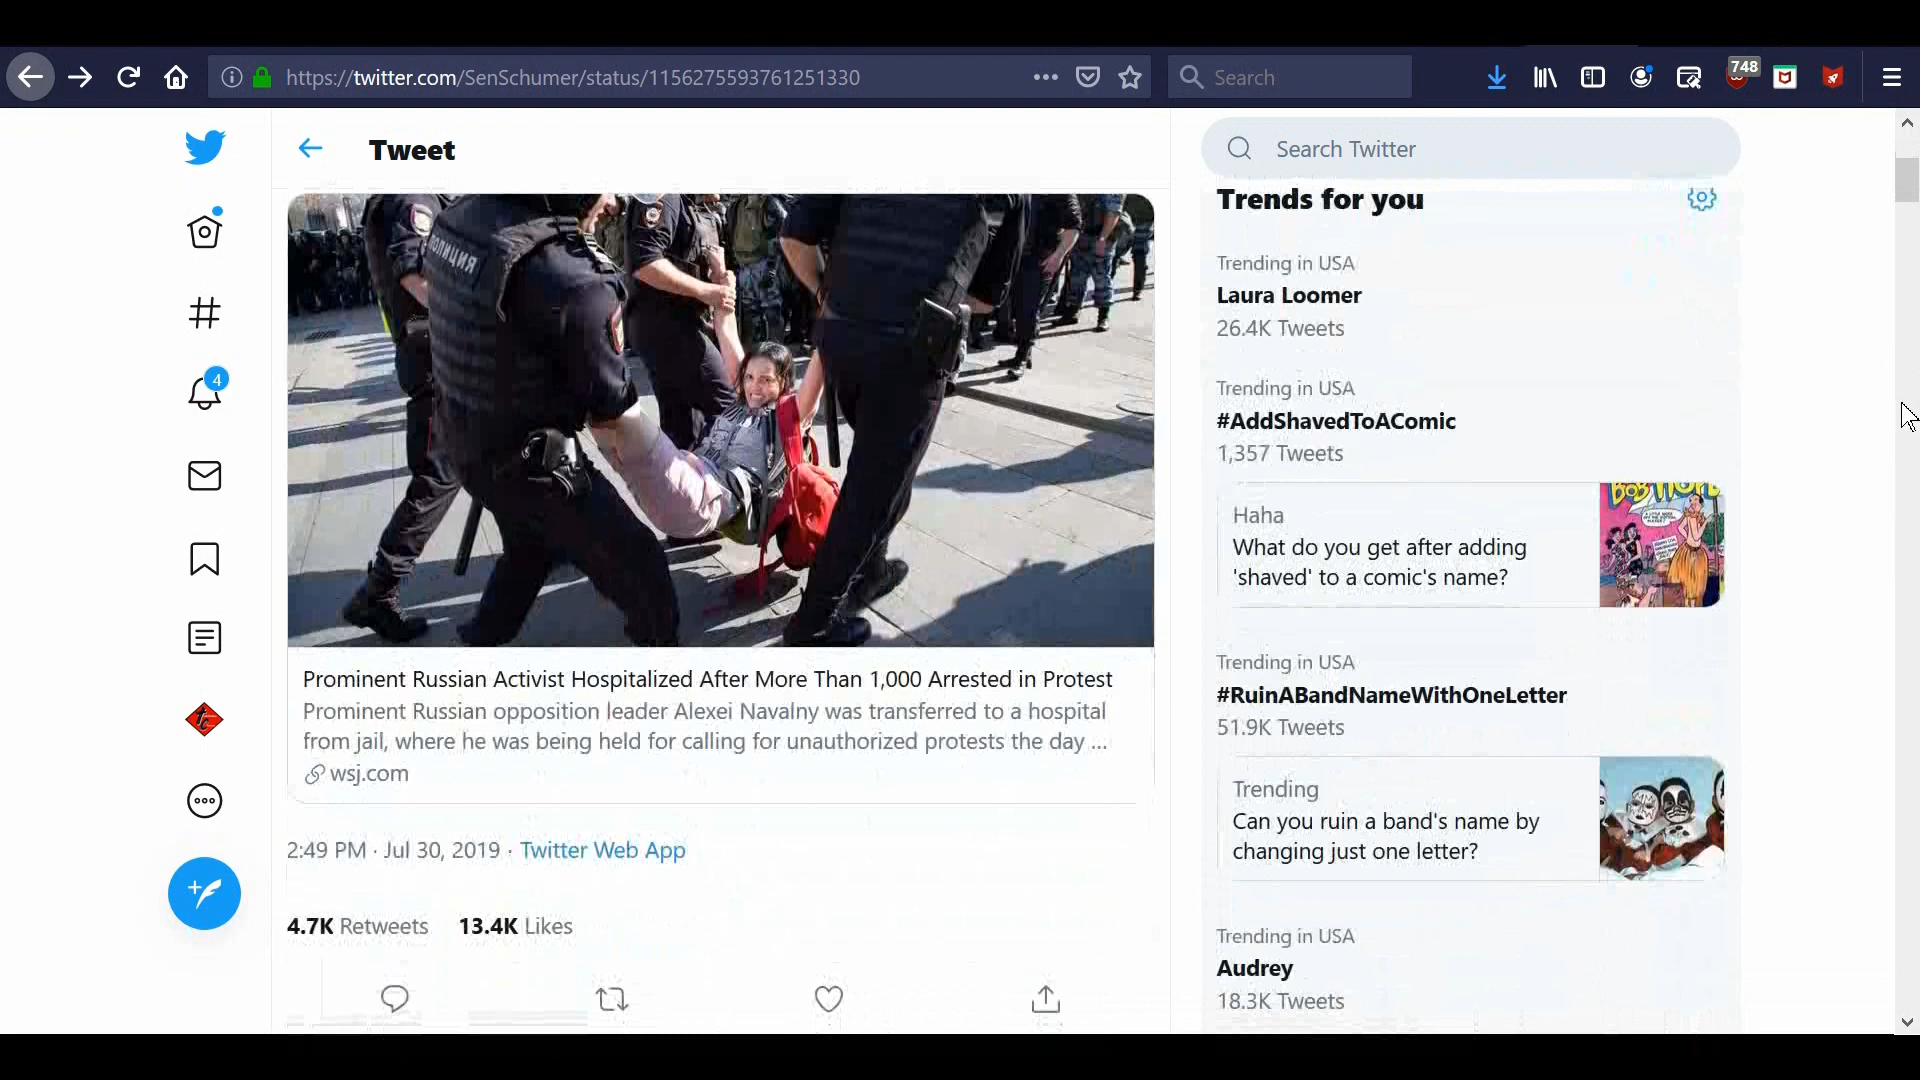 748
https://twitter.com/SenSchumer/status/1156275593761251330
Search
Tweet
Search Twitter
4
ПОЛИЦИЯ
Prominent Russian Activist Hospitalized After More Than 1,000 Arrested in Protest
Prominent Russian opposition leader Alexei Navalny was transferred to a hospital
from jail, where he was being held for calling for unauthorized protests the day ...
wsj.com
2:49 PM · Jul 30, 2019 · Twitter Web App
4.7K Retweets 13.4K Likes
Trends for you
Trending in USA
Laura Loomer
26.4K Tweets
Trending in USA
#AddShavedToAComic
1,357 Tweets
Haha
What do you get after adding
'shaved' to a comic's name?
BOB HOPE
Trending in USA
#RuinABandNameWithOneLetter
51.9K Tweets
Trending
Can you ruin a band's name by
changing just one letter?
Trending in USA
Audrey
18.3K Tweets